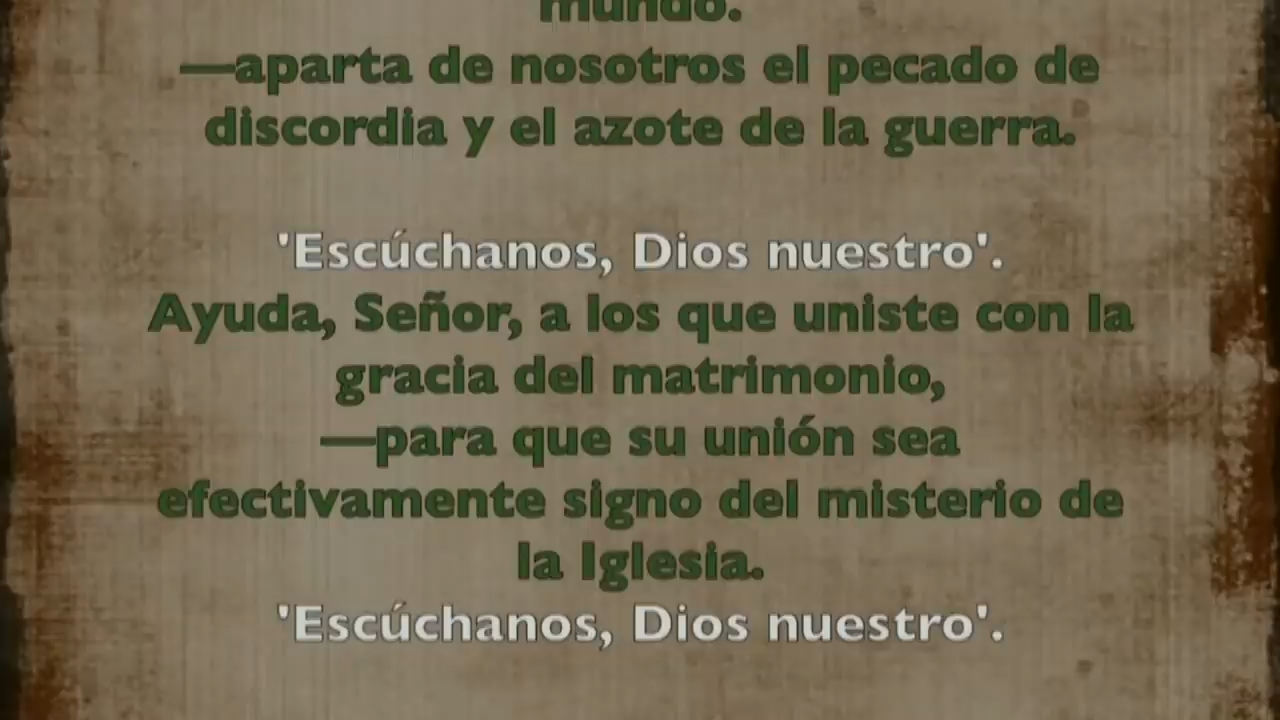 mundo.
—aparta de nosotros el pecado de
discordia y el azote de la guerra.
'Escúchanos, Dios nuestro'.
Ayuda, Señor, a los que uniste con la
gracia del matrimonio,
—para que su unión sea
efectivamente signo del misterio de
la Iglesia.
'Escúchanos, Dios nuestro'.